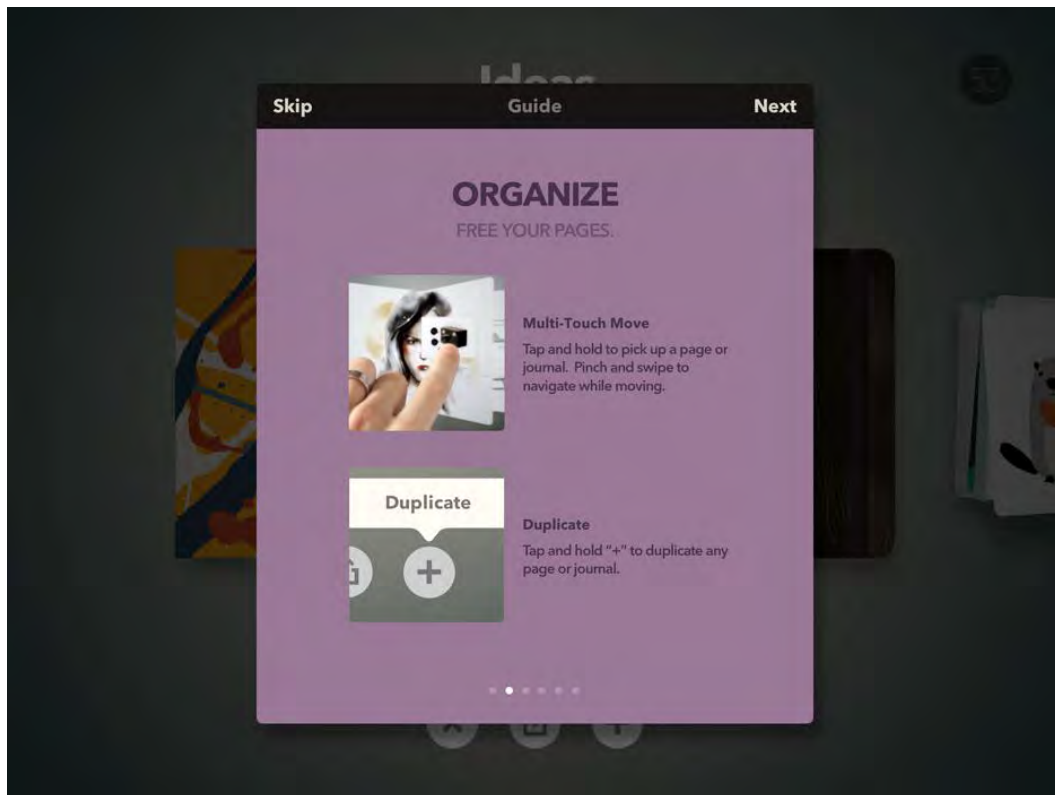 Ideas
Skip
Guide
Next
ORGANIZE
FREE YOUR PAGES.
Multi-Touch Move
Tap and hold to pick up a page or
journal. Pinch and swipe to
navigate while moving.
Duplicate
Duplicate
Tap and hold "+" to duplicate any
page or journal.